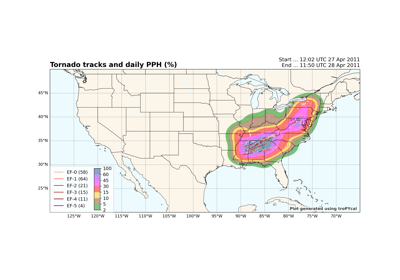 Tornado tracks and daily PPH (%)
Start ... 12:02 UTC 27 Apr 2011
End ... 11:50 UTC 28 Apr 2011
45°N
40°N
35°N
30°N
25°N
EF-0 (58)
EF-1 (64)
EF-2 (21)
EF-3 (15)
EF-4 (11)
EF-5 (4)
100
60
45
30
15
10
5
2
Plot generated using troPYcal
125°W 120°W 115°W 110°W 105°W 100°W 95°W 90°W 85°W 80°W 75°W 70°W